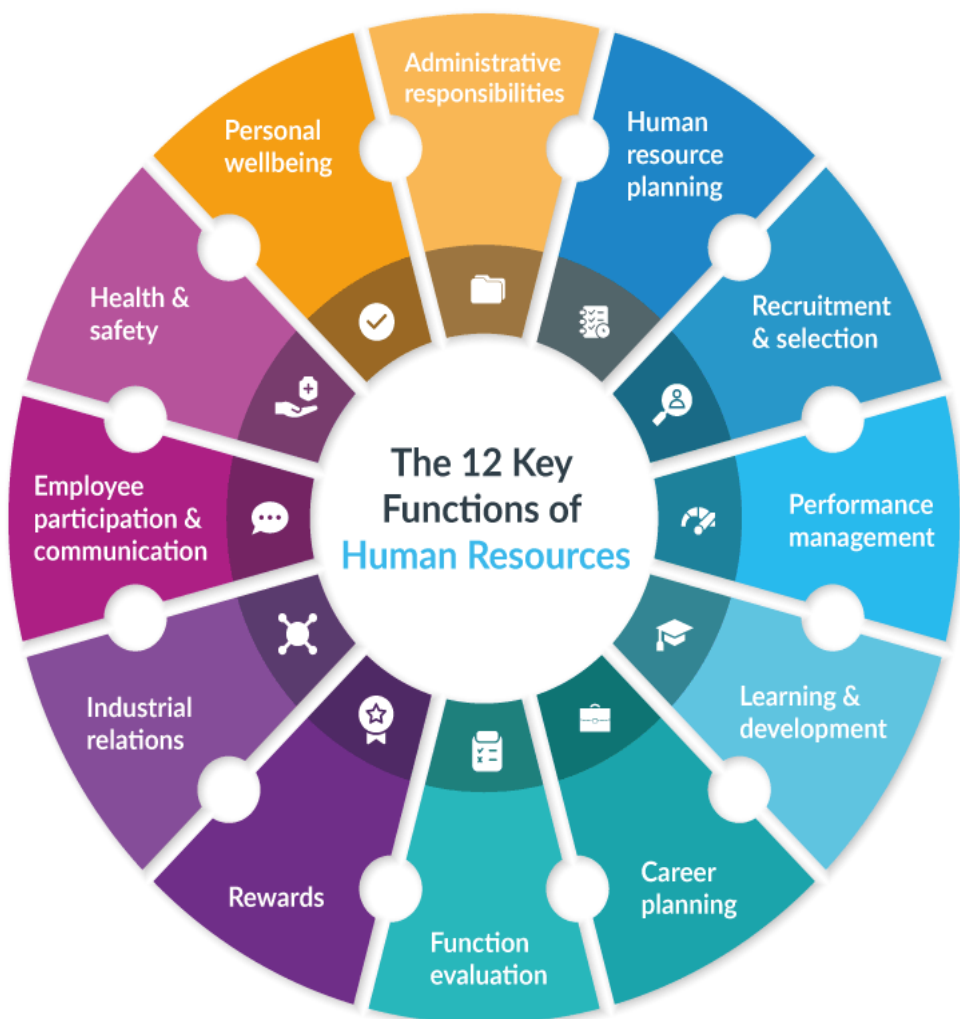 The 12 Key
Functions of
Human Resources
Administrative
responsibilities
Human
resource
planning
Recruitment
& selection
Performance
management
Learning &
development
Career
planning
Function
evaluation
Rewards
Industrial
relations
Employee
participation &
communication
Health &
safety
Personal
wellbeing